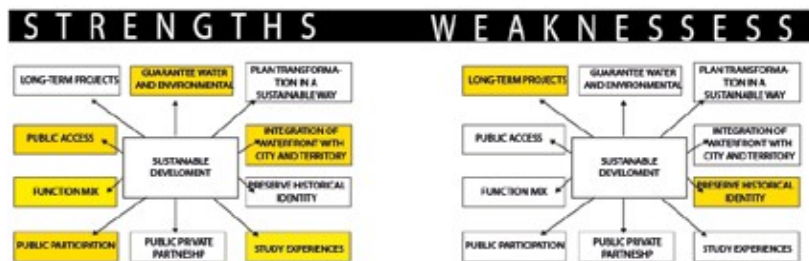 STRENGTHS
WEAKNESSESS
LONG-TERM PROJECTS
GUARANTEE WATER
AND ENVIRONMENTAL
PLAN TRANSFORMA-
TION IN A
SUSTAINABLE WAY
PUBLIC ACCESS
SUSTANABLE
DEVELOMENT
INTEGRATION OF
WATERFRONT WITH
CITY AND TERRITORY
FUNCTION MIX
PRESERVE HISTORICAL
IDENTITY
PUBLIC PARTICIPATION
PUBLIC PRIVATE
PARTNESHP
STUDY EXPERIENCES
LONG-TERM PROJECTS
GUARANTEE WATER
AND ENVIRONMENTAL
PLAN TRANSFORMA-
TION IN A
SUSTAINABLE WAY
PUBLIC ACCESS
SUSTANABLE
DEVELOMENT
INTEGRATION OF
WATERFRONT WITH
CITY AND TERRITORY
FUNCTION MIX
PRESERVE HISTORICAL
IDENTITY
PUBLIC PARTICIPATION
PUBLIC PRIVATE
PARTNESHP
STUDY EXPERIENCES